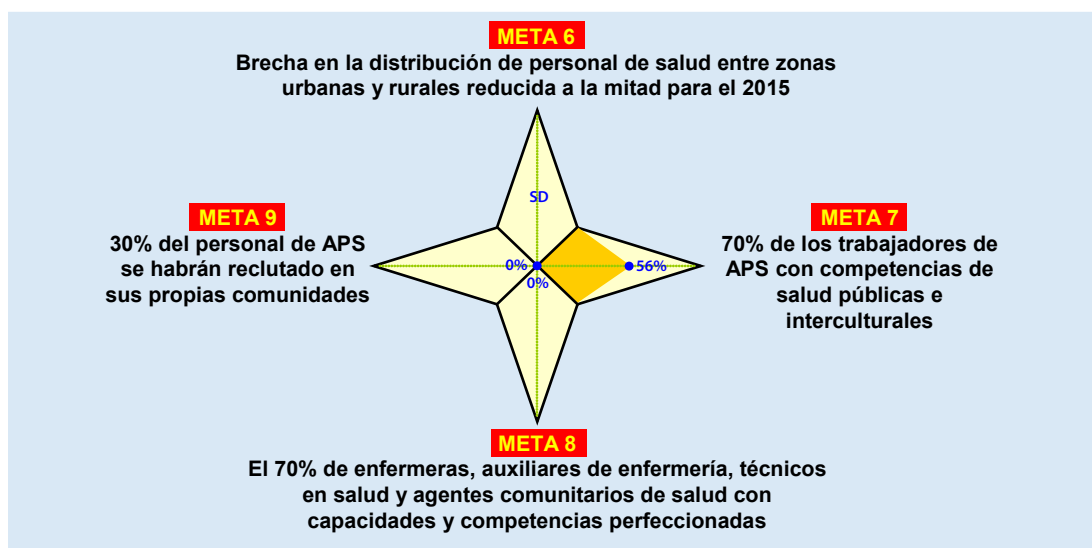 META 6
Brecha en la distribución de personal de salud entre zonas
urbanas y rurales reducida a la mitad para el 2015
SD
META 9
30% del personal de APS
se habrán reclutado en
sus propias comunidades
0%
0%
56%
META 7
70% de los trabajadores de
APS con competencias de
salud públicas e
interculturales
META 8
El 70% de enfermeras, auxiliares de enfermería, técnicos
en salud y agentes comunitarios de salud con
capacidades y competencias perfeccionadas